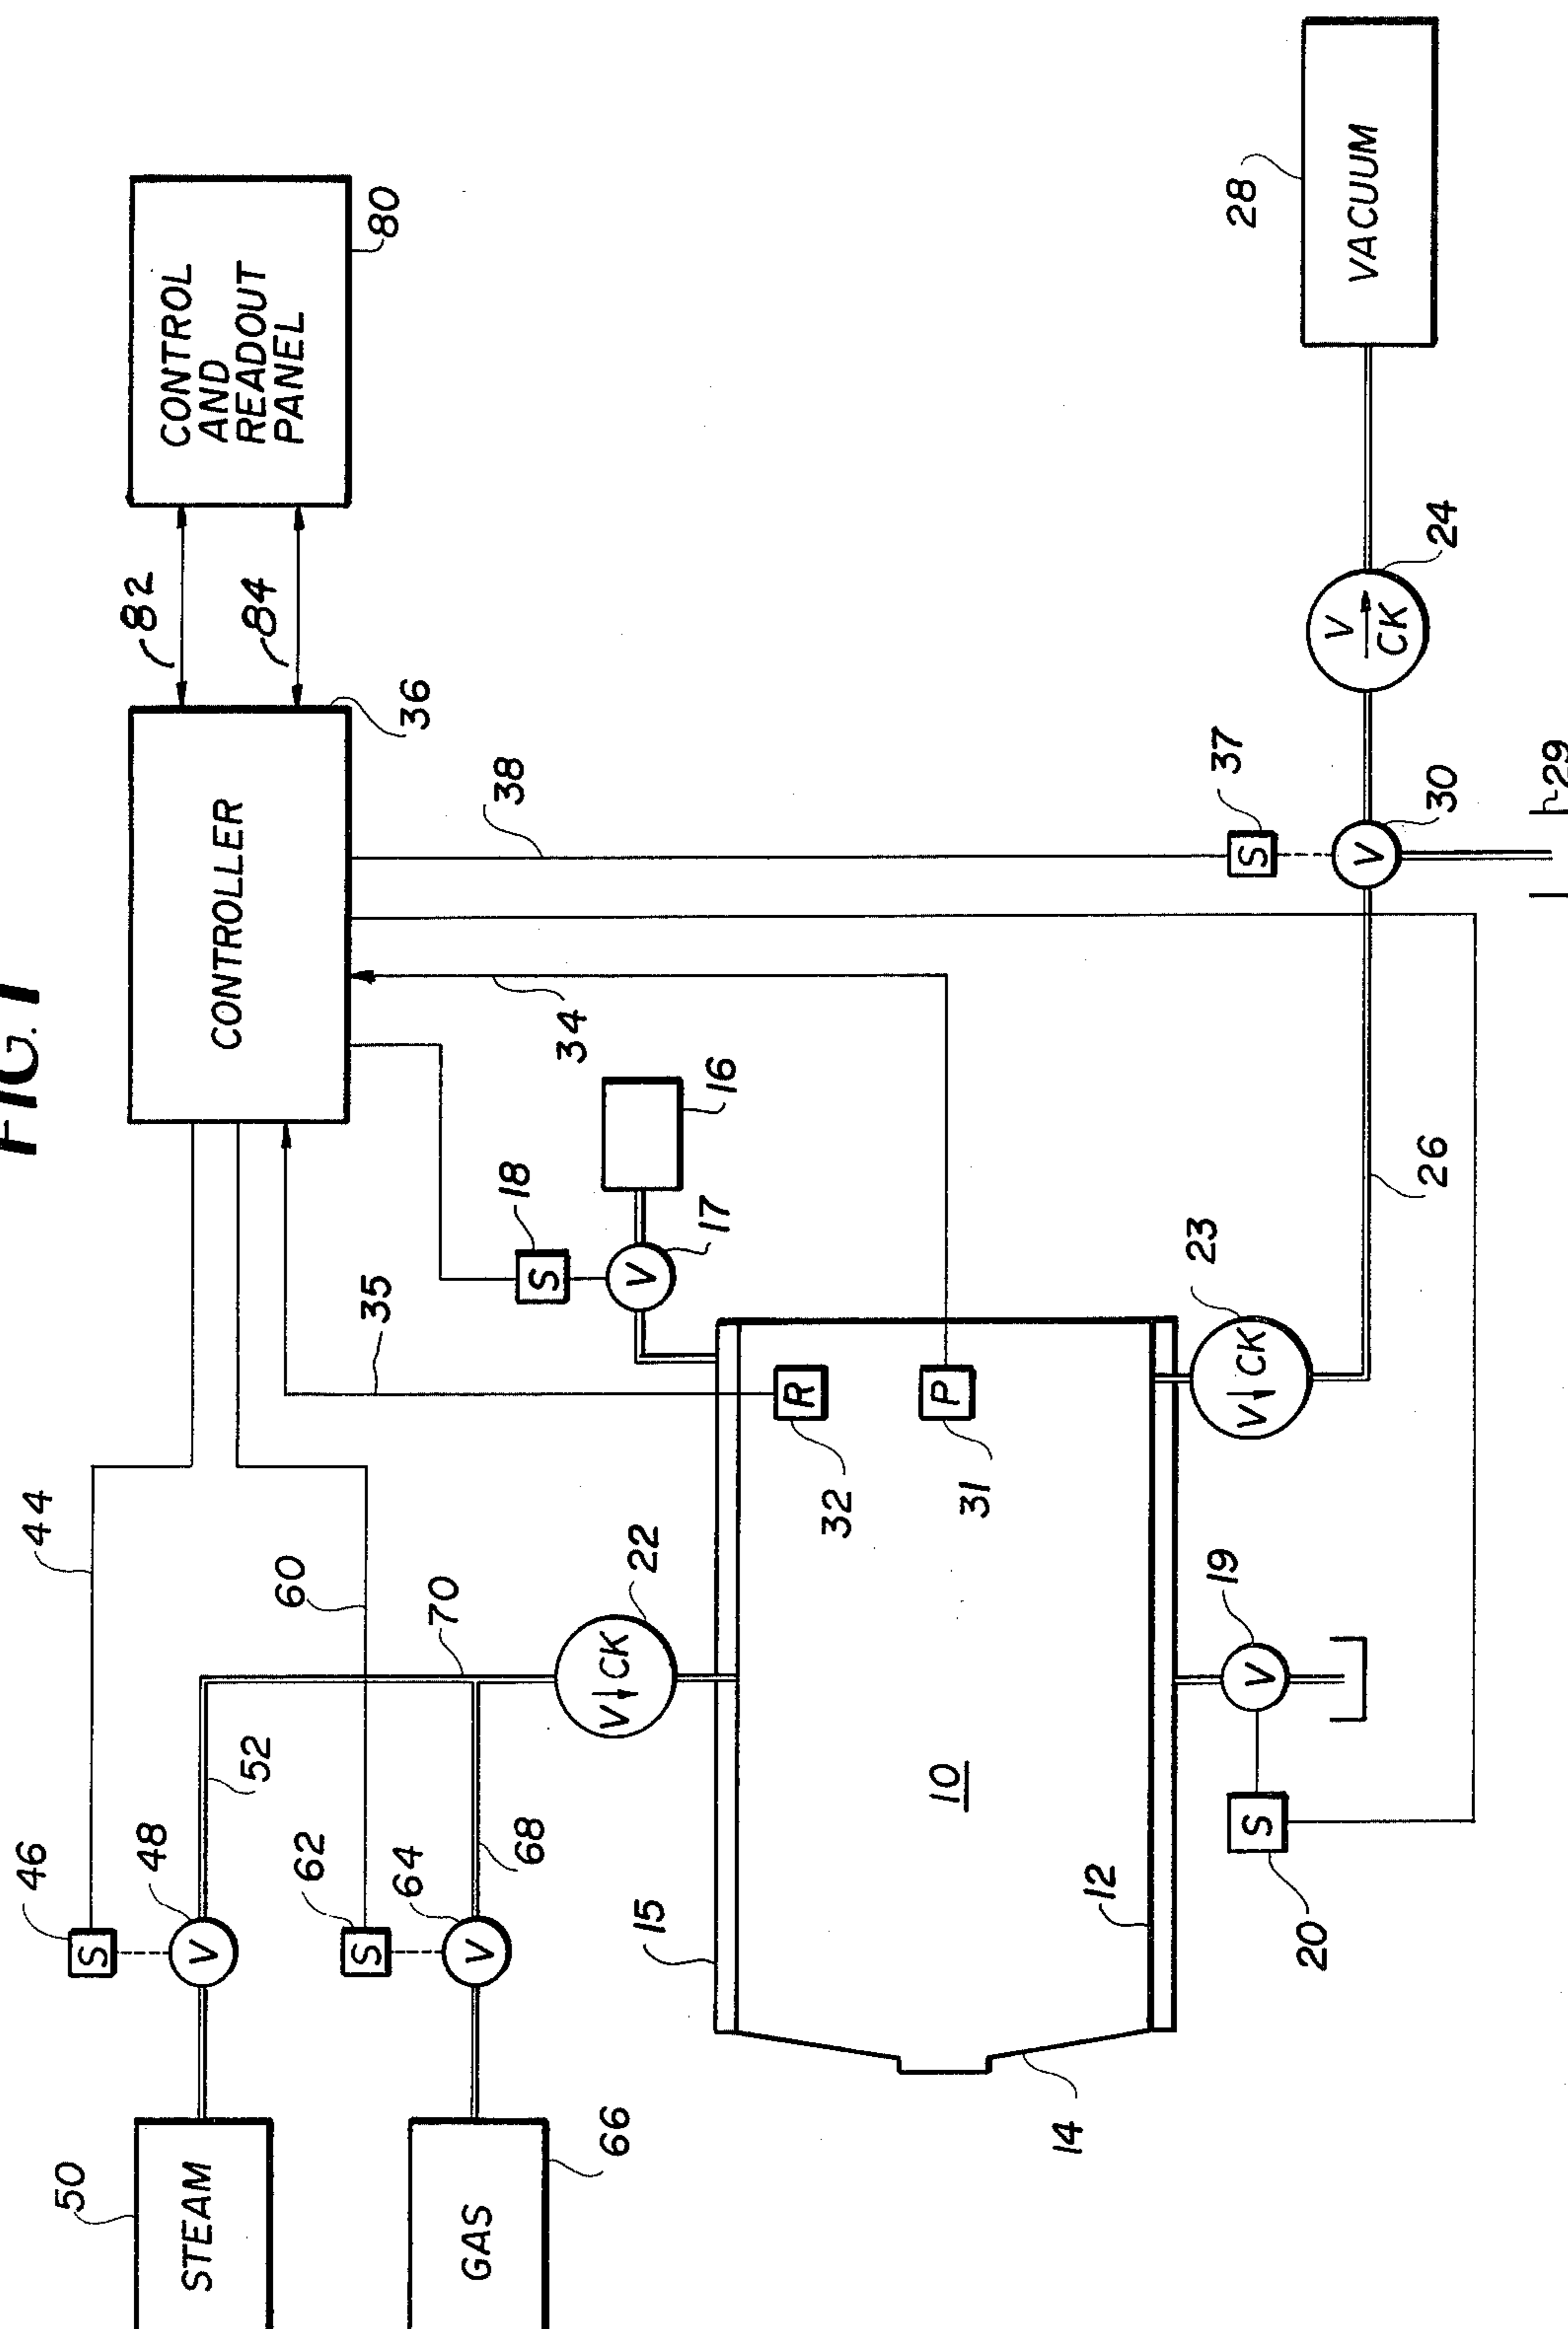 FIG. 1
46
44
50
S
48
82
STEAM
V
52
CONTROLLER
CONTROL
AND
READOUT
PANEL
84
60
62
S
35
80
64
70
36
GAS
V
68
18
38
S
34
66
V CK
22
V
17
16
15
R
32
10
P
31
14
12
19
23
37
28
S
V
V CK
S
20
V
V
CK
VACUUM
26
30
24
29